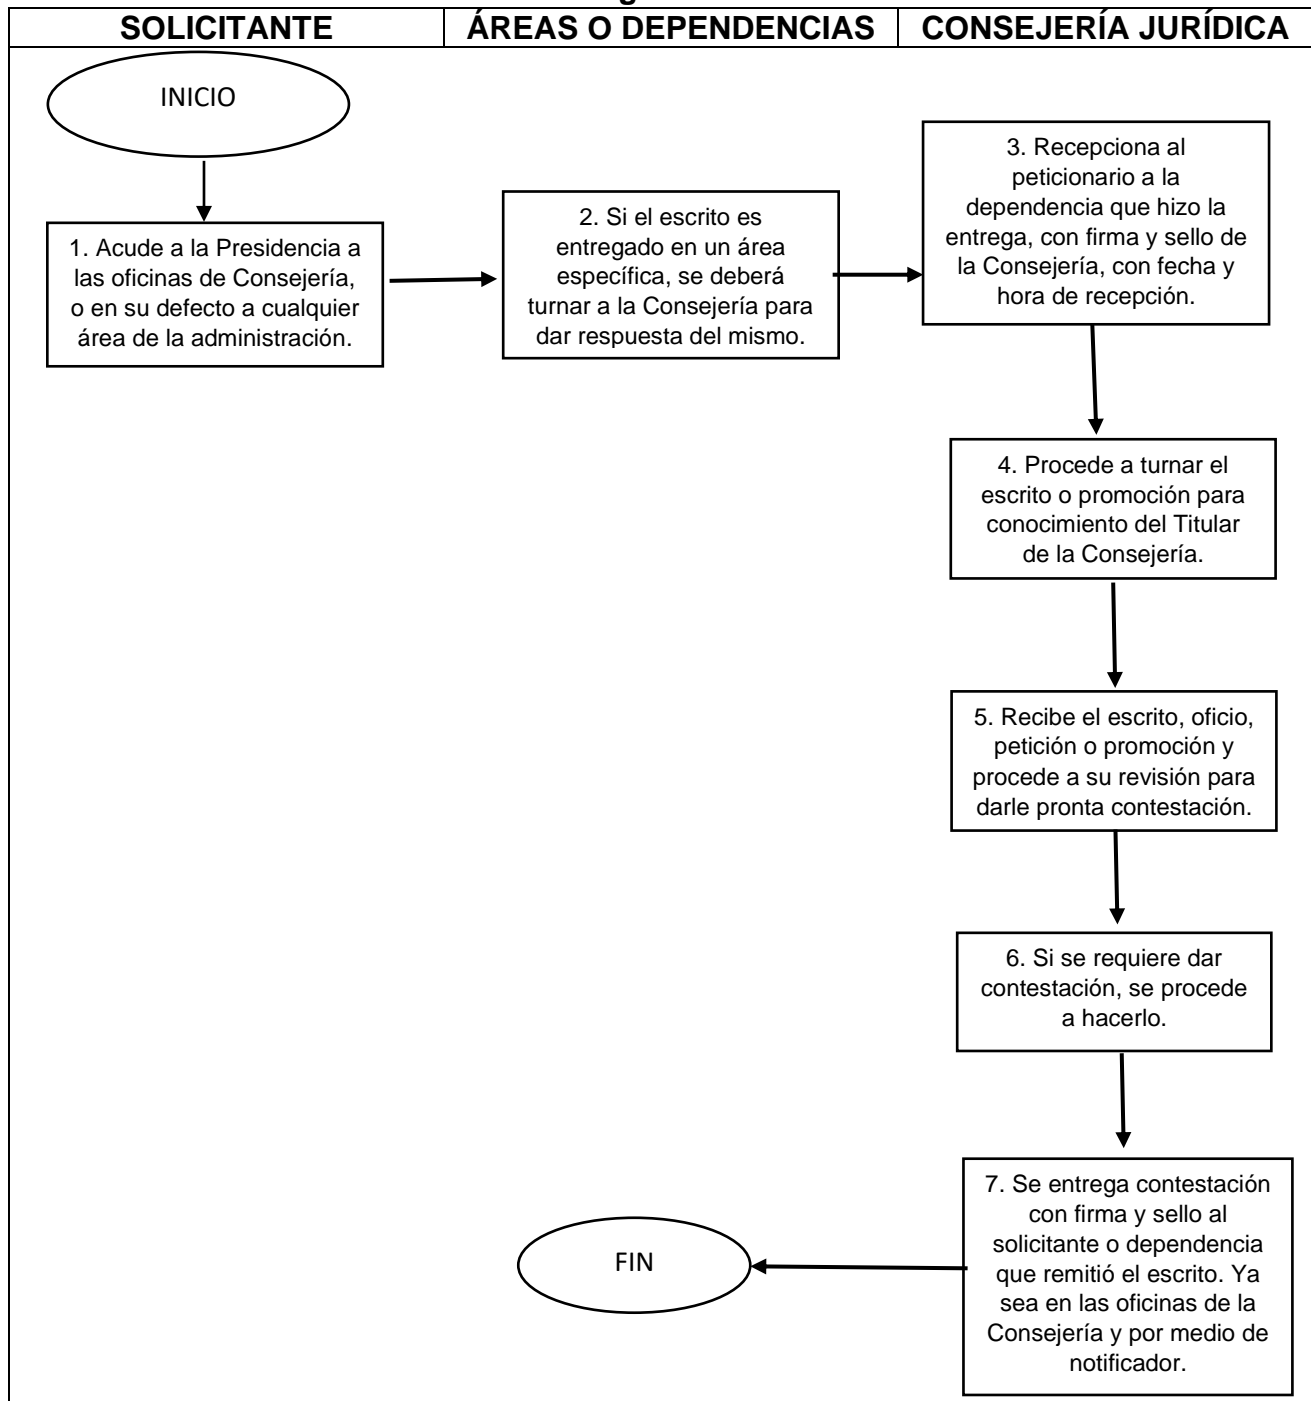 SOLICITANTE
ÁREAS O DEPENDENCIAS
CONSEJERÍA JURÍDICA
INICIO
1. Acude a la Presidencia a
las oficinas de Consejería,
o en su defecto a cualquier
área de la administración.
2. Si el escrito es
entregado en un área
específica, se deberá
turnar a la Consejería para
dar respuesta del mismo.
3. Recepciona al
peticionario a la
dependencia que hizo la
entrega, con firma y sello de
la Consejería, con fecha y
hora de recepción.
4. Procede a turnar el
escrito o promoción para
conocimiento del Titular
de la Consejería.
5. Recibe el escrito, oficio,
petición o promoción y
procede a su revisión para
darle pronta contestación.
6. Si se requiere dar
contestación, se procede
a hacerlo.
7. Se entrega contestación
con firma y sello al
solicitante o dependencia
que remitió el escrito. Ya
sea en las oficinas de la
Consejería y por medio de
notificador.
FIN